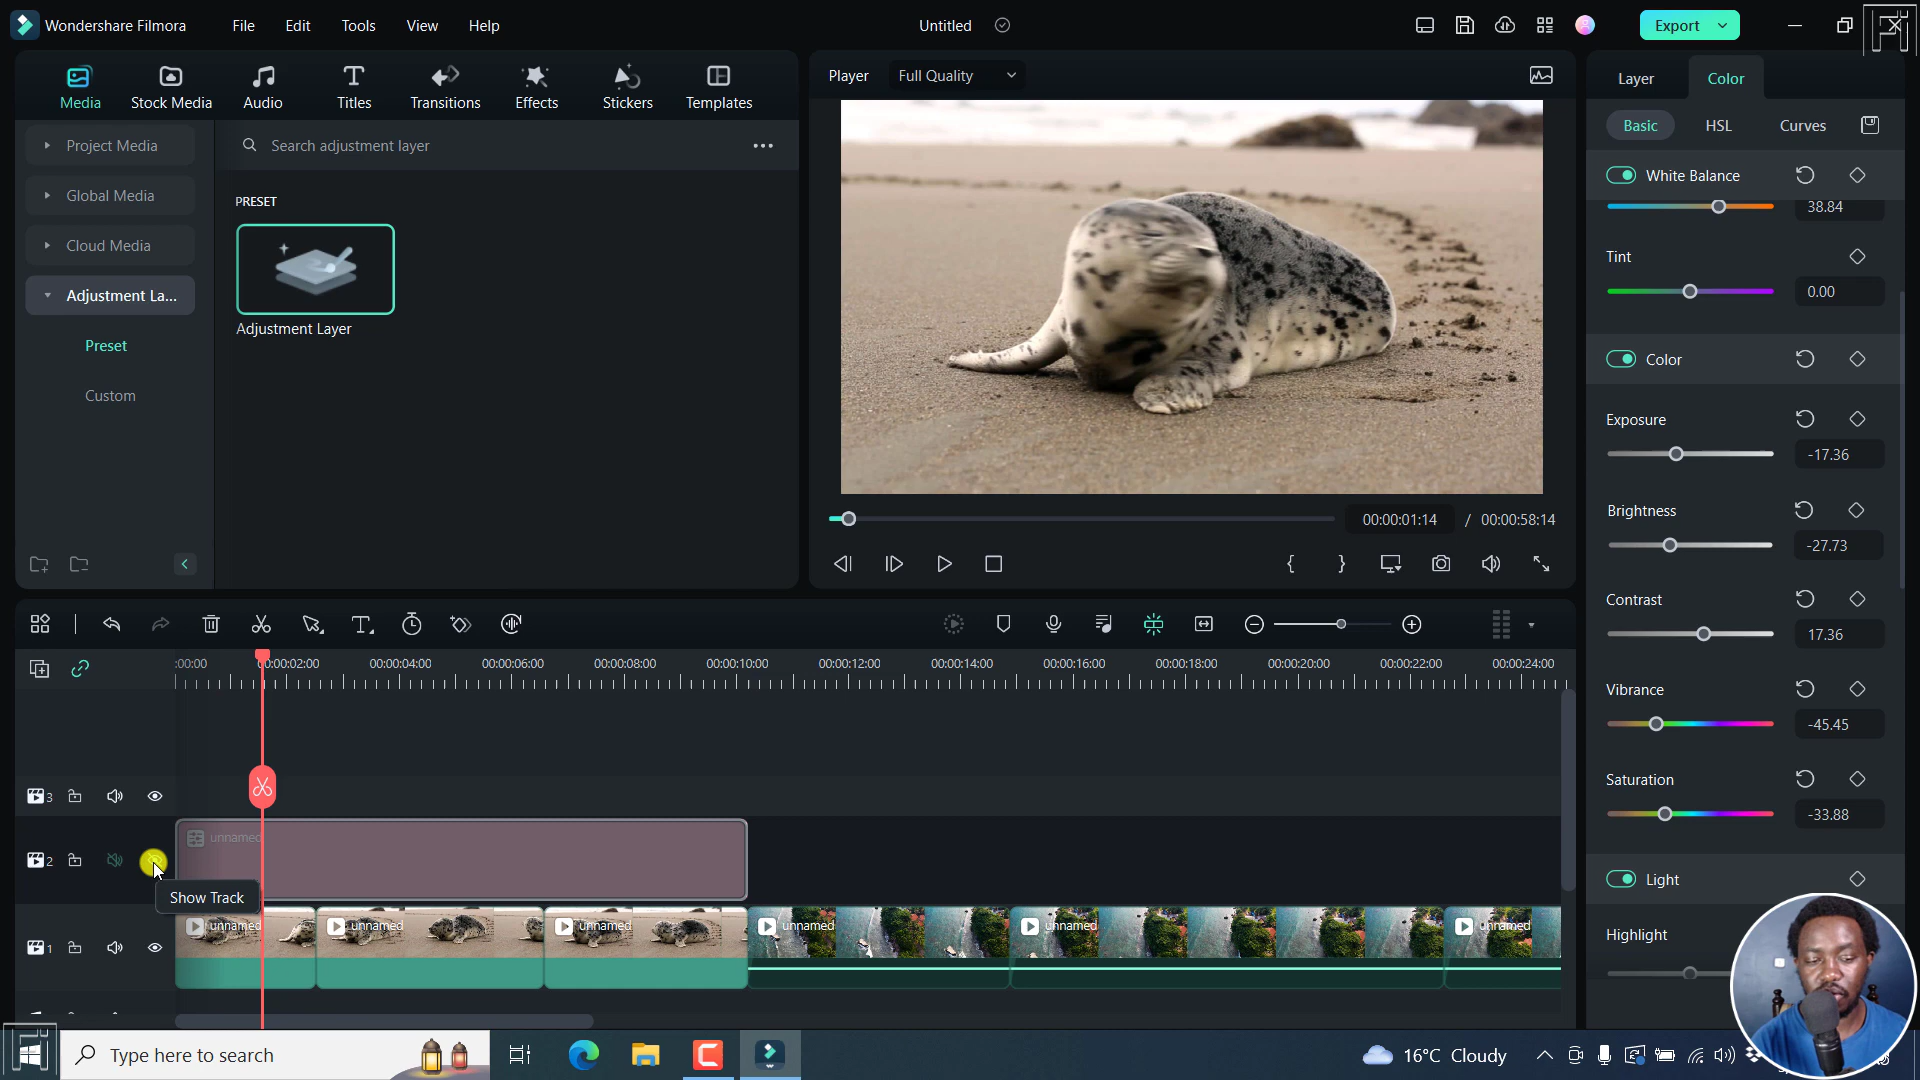 Wondershare Filmora File Edit Tools View Help Untitled Export
Media Stock Media Audio Titles Transitions Effects Stickers Templates
Player Full Quality
Layer Color
Basic HSL Curves
Project Media
Global Media
Cloud Media
Adjustment La...
Preset
Custom
Search adjustment layer
PRESET
Adjustment Layer
00:00:01:14 / 00:00:58:14
White Balance
38.84
Tint
0.00
Color
Exposure
-17.36
Brightness
-27.73
Contrast
17.36
Vibrance
-45.45
Saturation
-33.88
Light
Highlight
:00:00 00:00:02:00 00:00:04:00 00:00:06:00 00:00:08:00 00:00:10:00 00:00:12:00 00:00:14:00 00:00:16:00 00:00:18:00 00:00:20:00 00:00:22:00 00:00:24:00
3
2
unnamed
Show Track
1
unnamed unnamed unnamed unnamed unnamed unnamed
Type here to search
16°C Cloudy